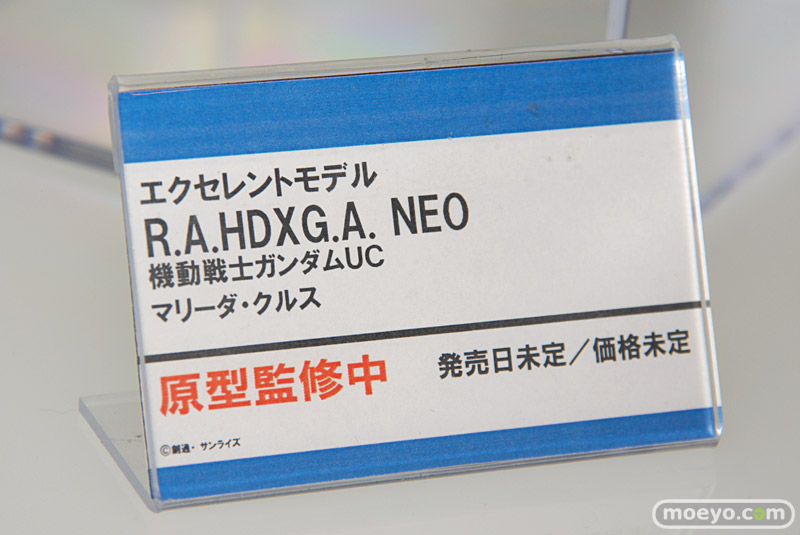 エクセレントモデル
R.A.HDXG.A. NEO
機動戦士ガンダムUC
マリーダ・クルス
原型監修中 発売日未定／価格未定
©創通・サンライズ
moeyo.com